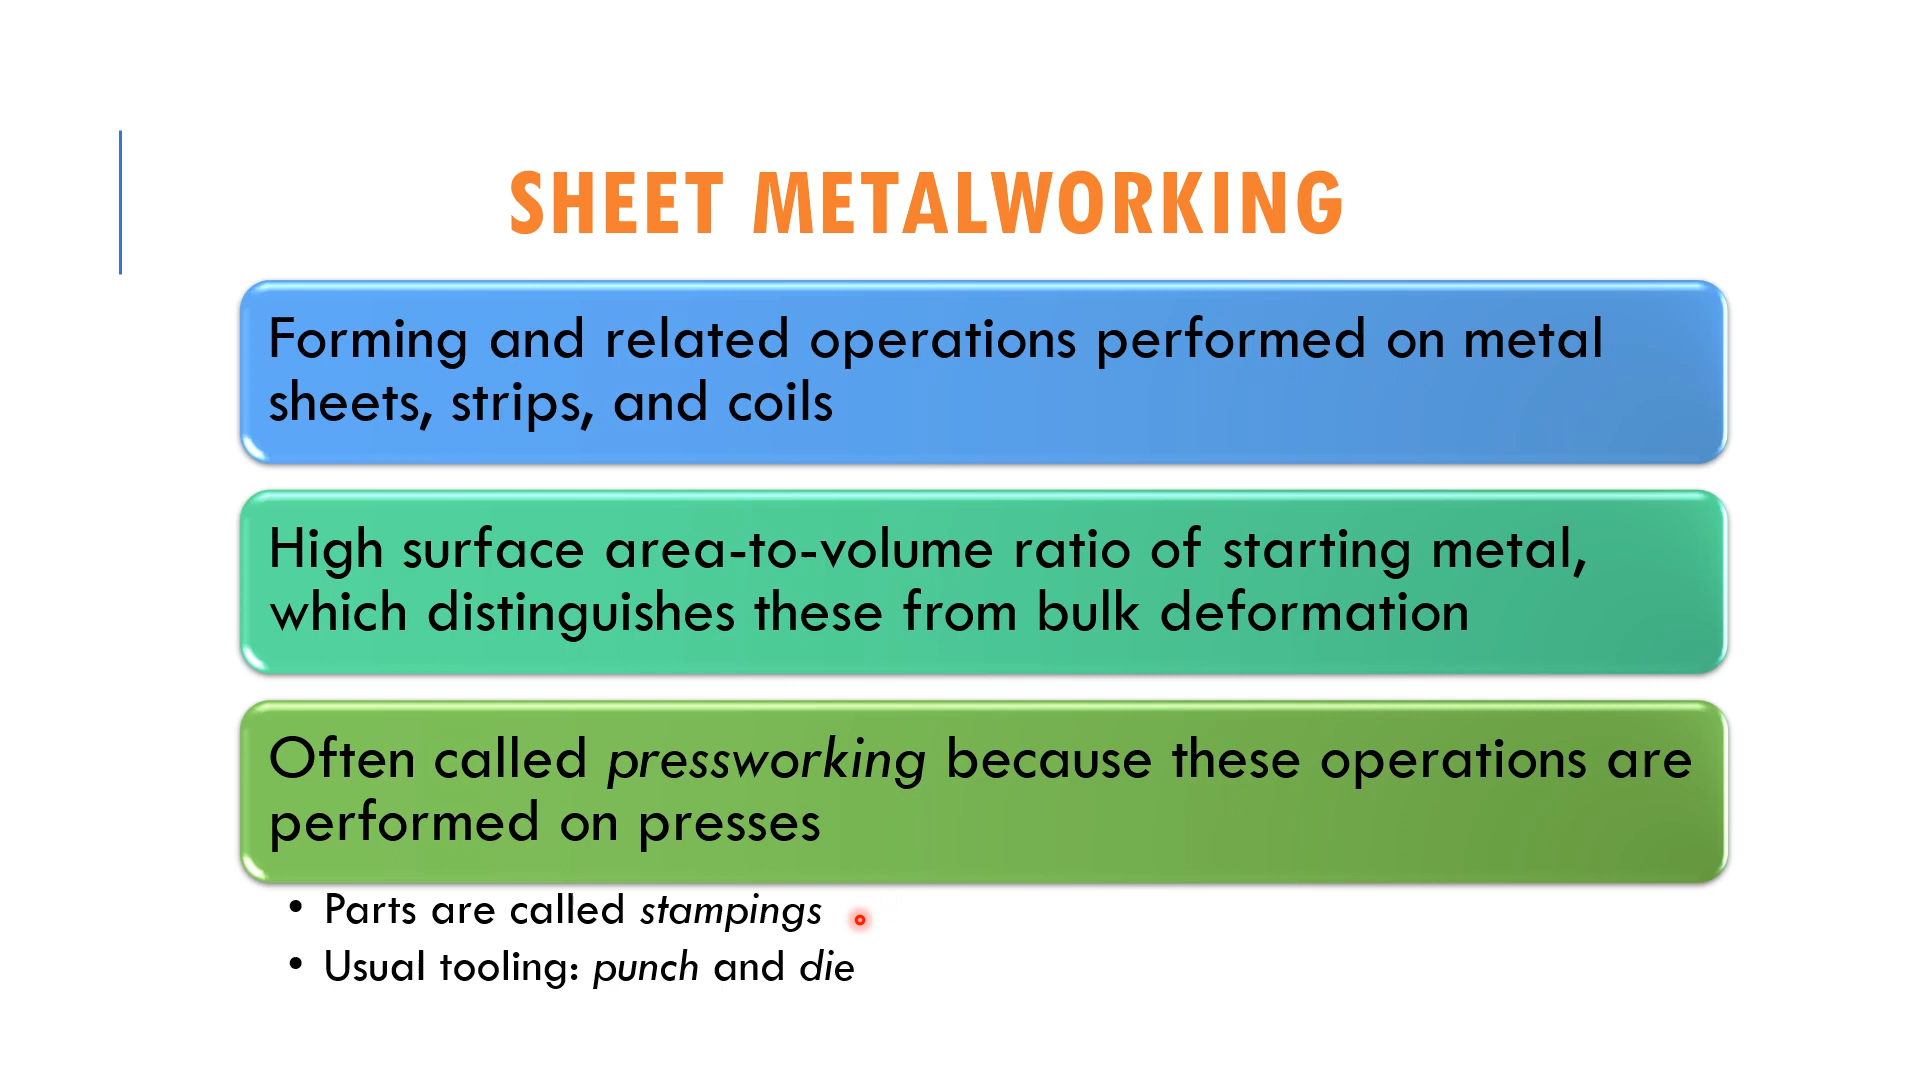 SHEET METALWORKING
Forming and related operations performed on metal
sheets, strips, and coils
High surface area-to-volume ratio of starting metal,
which distinguishes these from bulk deformation
Often called pressworking because these operations are
performed on presses
• Parts are called stampings
• Usual tooling: punch and die